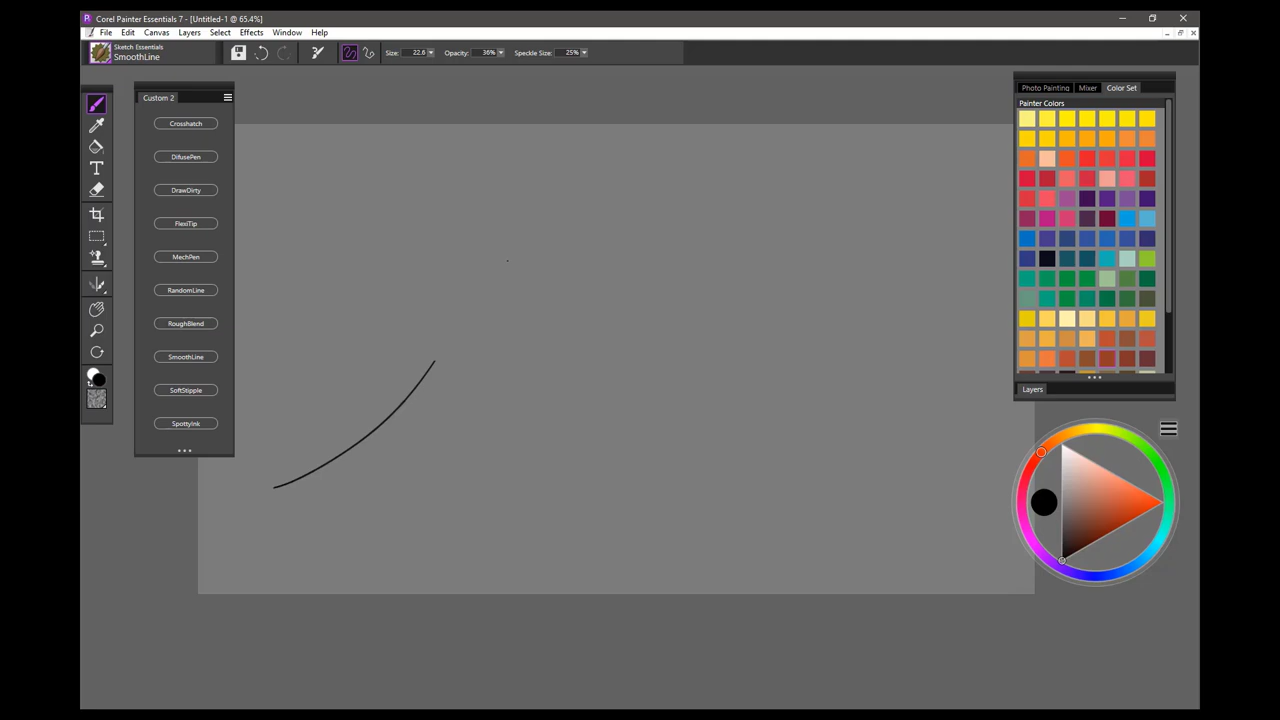 Corel Painter Essentials 7 - [Untitled-1 @ 65.4%]
File Edit Canvas Layers Select Effects Window Help
Sketch Essentials
SmoothLine
Size: 22.6 Opacity: 36% Speckle Size: 25%
Custom 2
Crosshatch
DifusePen
DrawDirty
FlexiTip
MechPen
RandomLine
RoughBlend
SmoothLine
SoftStipple
SpottyInk
Photo Painting Mixer Color Set
Painter Colors
Layers